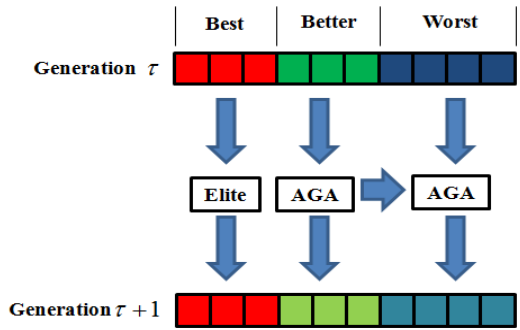 Best Better Worst
Generation τ
Elite AGA AGA
Generation τ + 1